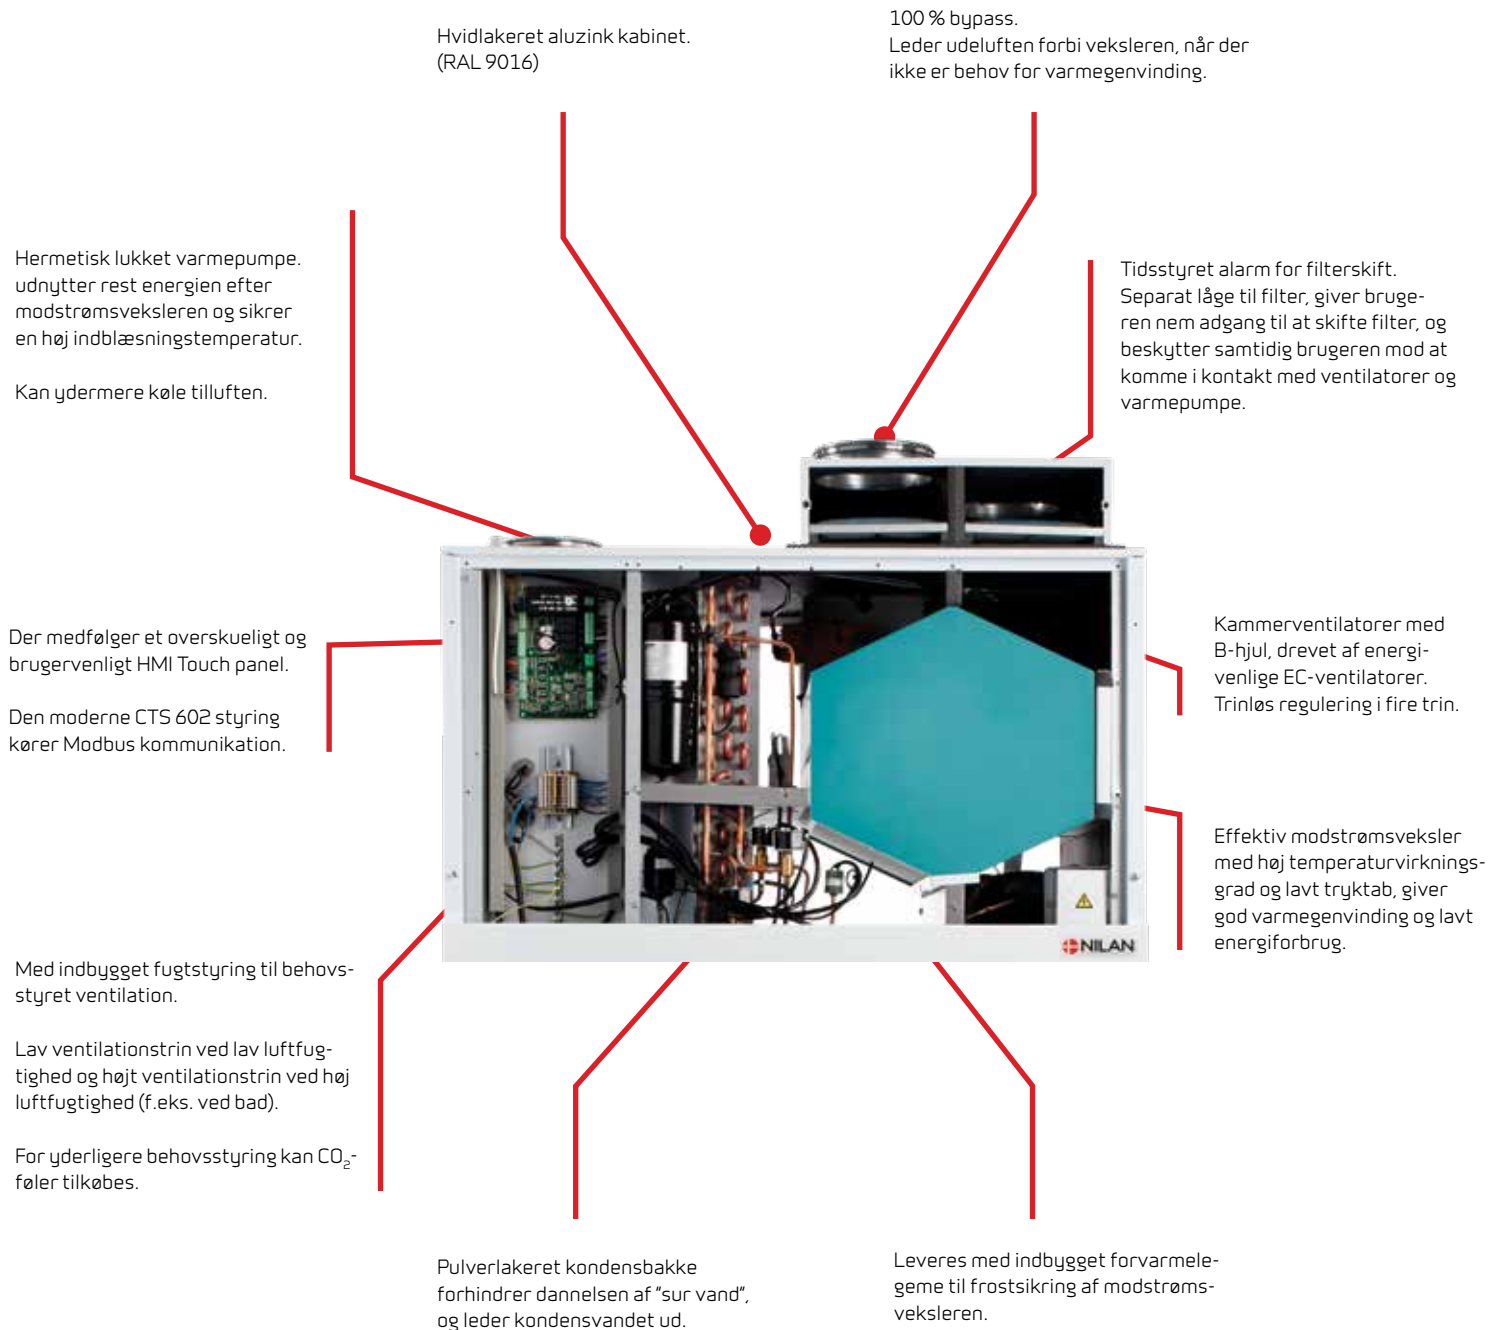 Hvidlakeret aluzink kabinet.
(RAL 9016)
100 % bypass.
Leder udeluften forbi veksleren, når der
ikke er behov for varmegenvinding.
Hermetisk lukket varmepumpe.
udnytter rest energien efter
modstrømsveksleren og sikrer
en høj indblæsningstemperatur.
Kan ydermere køle tilluften.
Tidsstyret alarm for filterskift.
Separat låge til filter, giver bruge-
ren nem adgang til at skifte filter, og
beskytter samtidig brugeren mod at
komme i kontakt med ventilatorer og
varmepumpe.
Der medfølger et overskueligt og
brugervenligt HMI Touch panel.
Den moderne CTS 602 styring
kører Modbus kommunikation.
Kammerventilatorer med
B-hjul, drevet af energi-
venlige EC-ventilatorer.
Trinløs regulering i fire trin.
Effektiv modstrømsveksler
med høj temperaturvirknings-
grad og lavt tryktab, giver
god varmegenvinding og lavt
energiforbrug.
NILAN
Med indbygget fugtstyring til behovs-
styret ventilation.
Lav ventilationstrin ved lav luftfug-
tighed og højt ventilationstrin ved høj
luftfugtighed (f.eks. ved bad).
For yderligere behovsstyring kan CO₂-
føler tilkøbes.
Pulverlakeret kondensbakke
forhindrer dannelsen af "sur vand",
og leder kondensvandet ud.
Leveres med indbygget forvarmele-
geme til frostsikring af modstrøms-
veksleren.